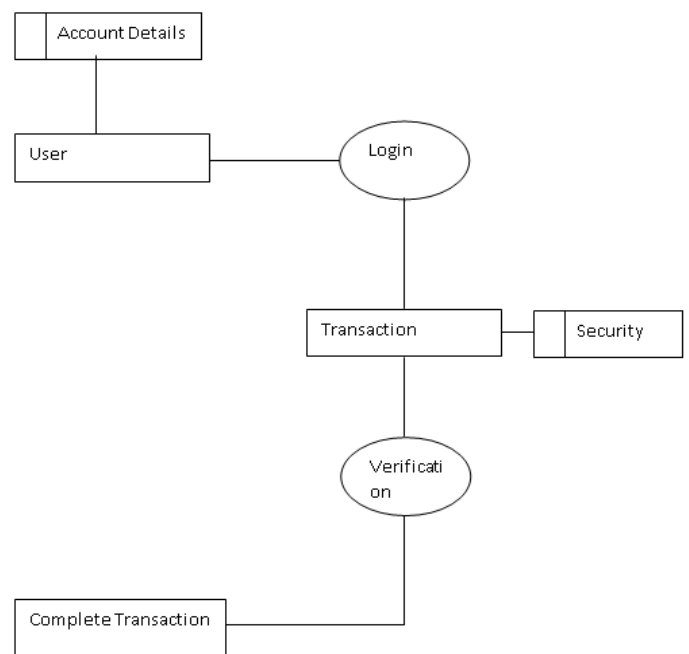 Account Details
User
Login
Transaction
Security
Verificati
on
Complete Transaction